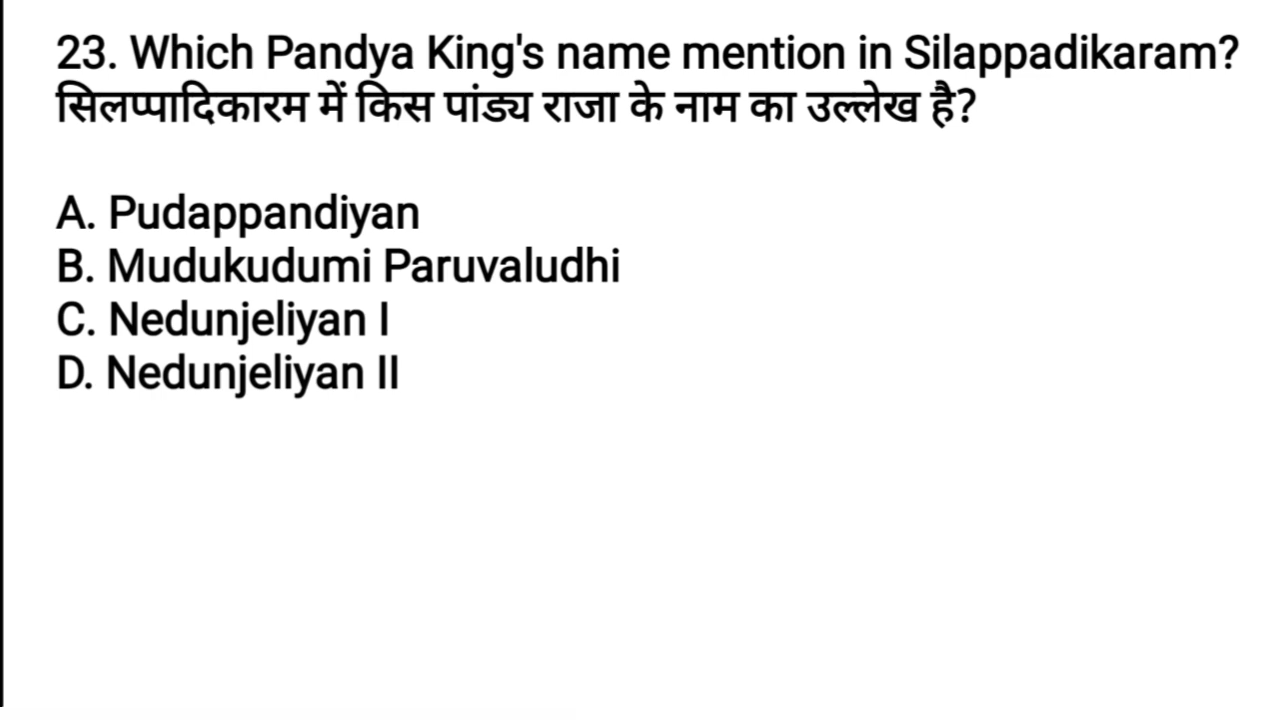 23. Which Pandya King's name mention in Silappadikaram?
सिलप्पादिकारम में किस पांड्य राजा के नाम का उल्लेख है?
A. Pudappandiyan
B. Mudukudumi Paruvaludhi
C. Nedunjeliyan I
D. Nedunjeliyan II